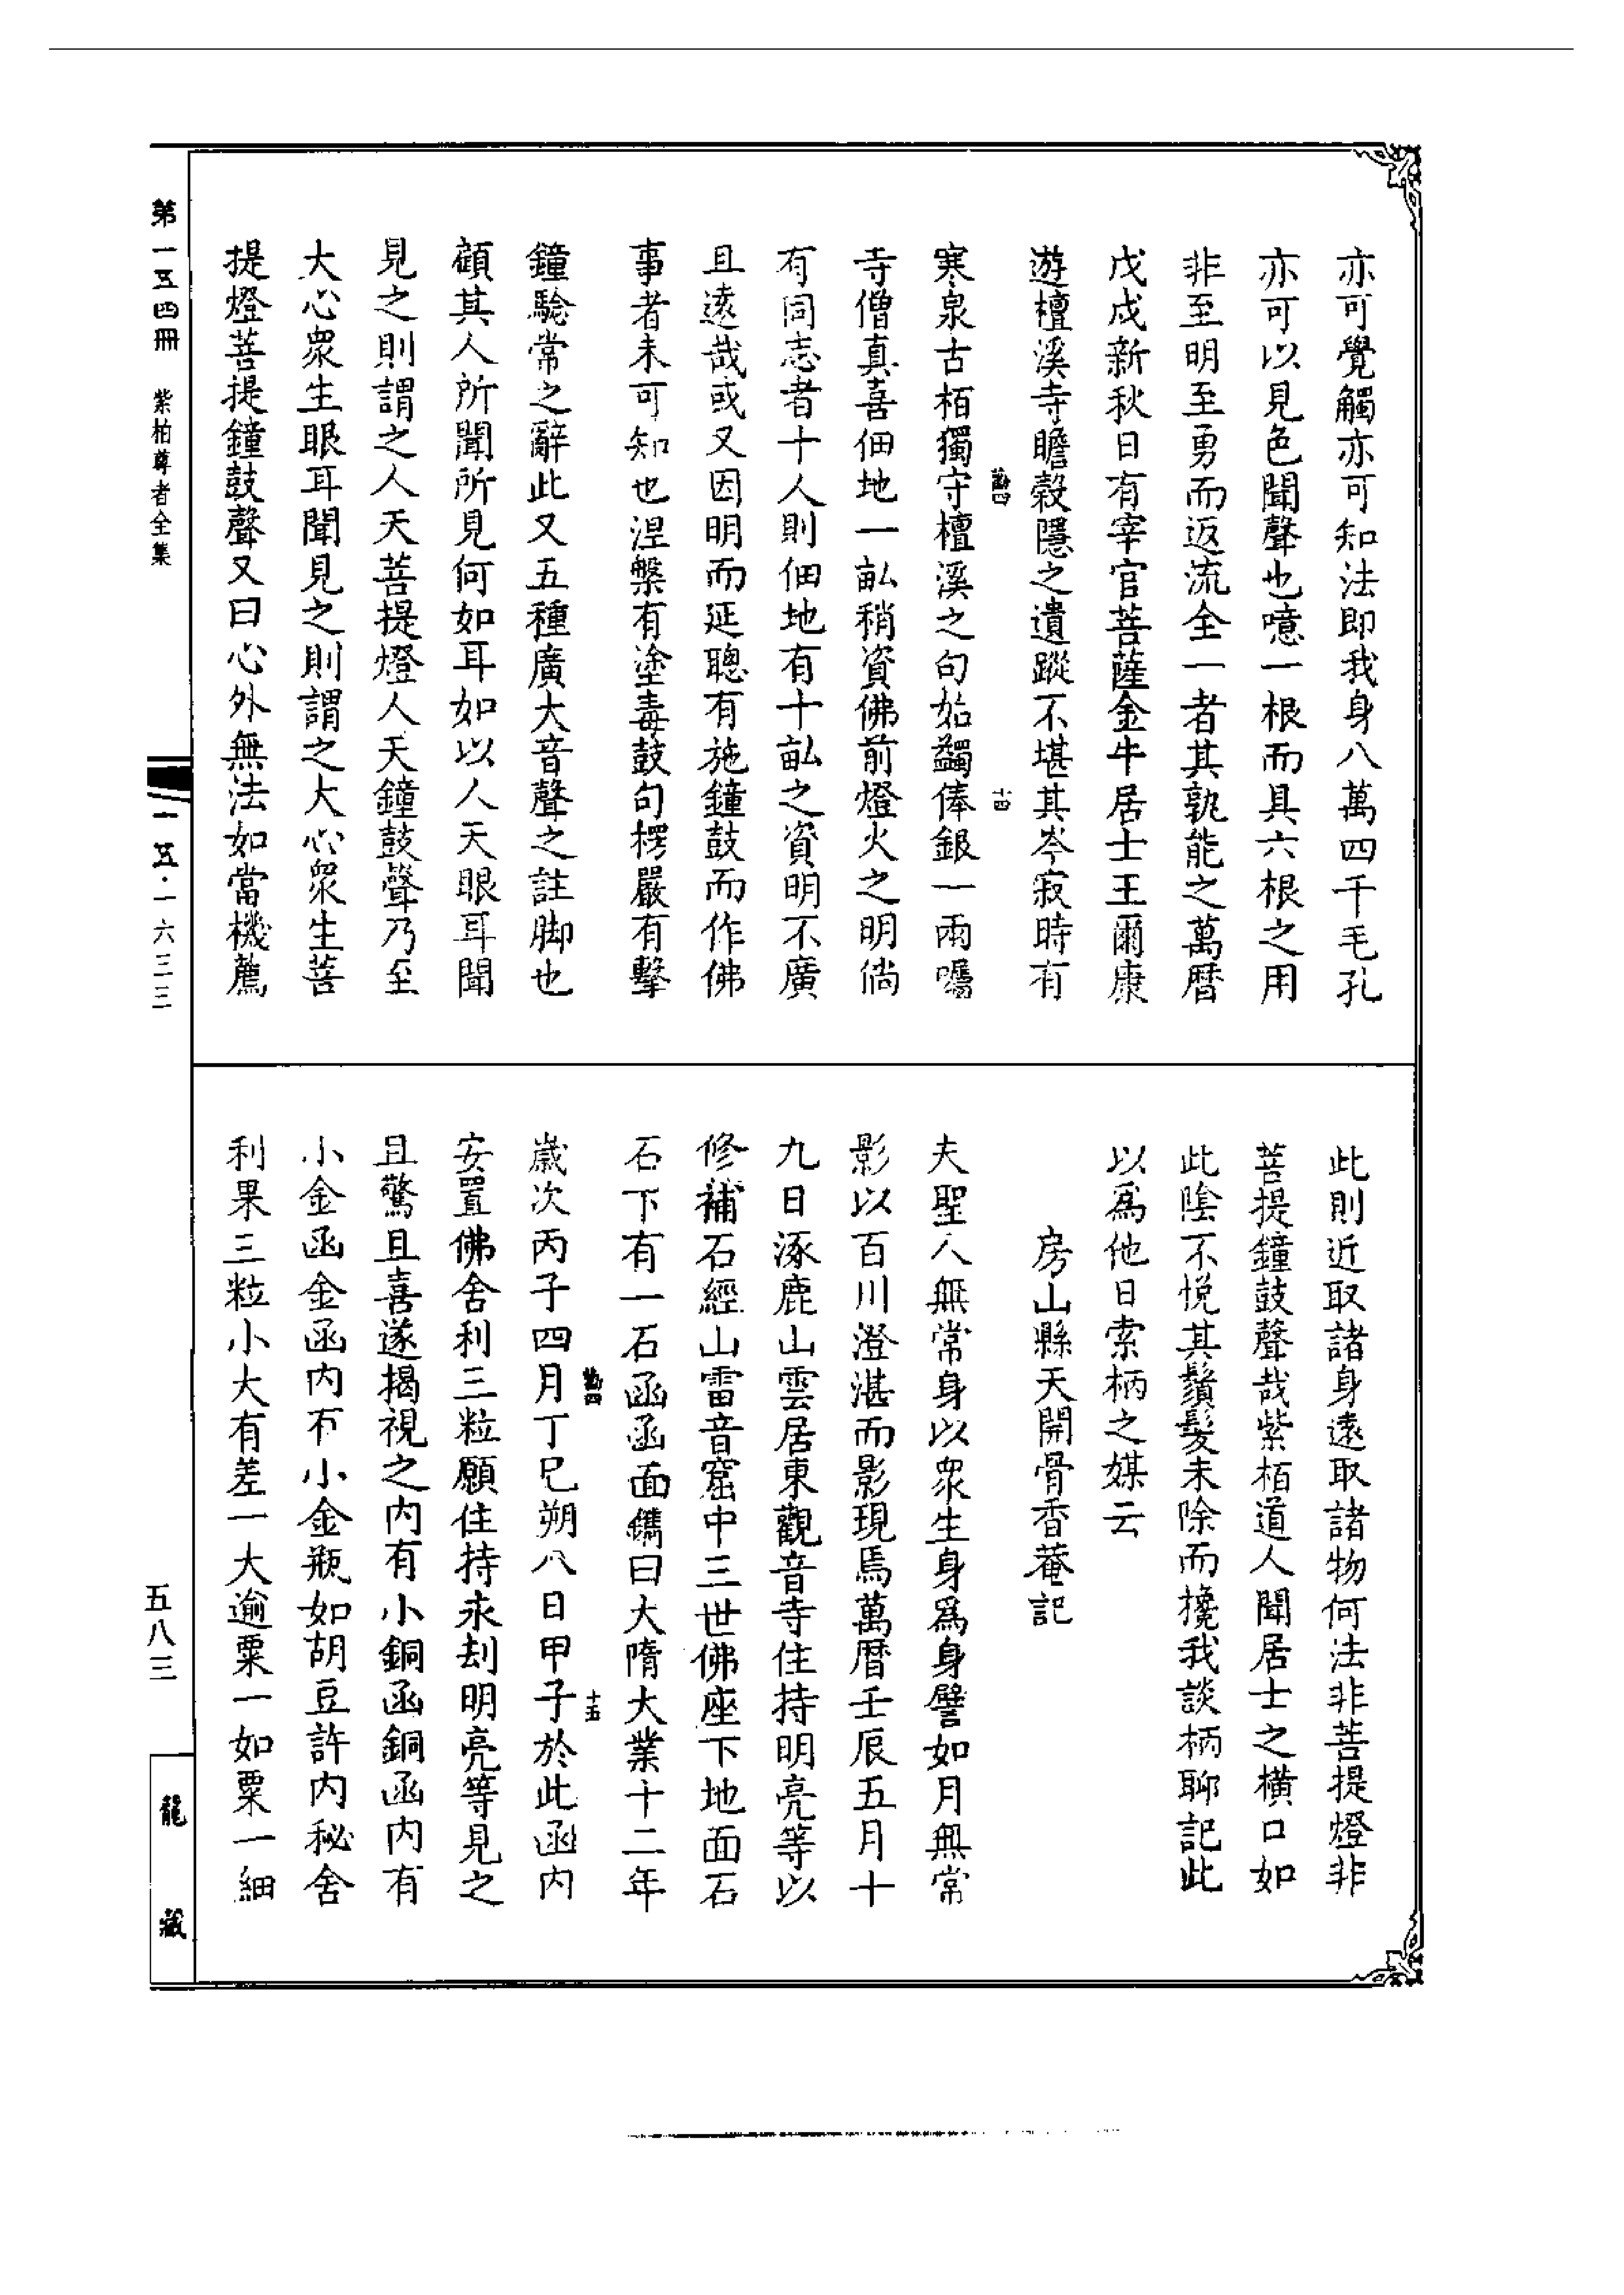 亦可覺觸亦可知法即我身八萬四千毛孔
亦可以見色聞聲也噫一根而具六根之用
非至明至勇而返流全一者其孰能之萬曆
戊戌新秋日有宰官菩薩金牛居士王爾康
遊檀溪寺瞻穀隱之遺蹤不堪其岑寂時有
寒泉古栢獨守檀溪之句始蠲俸銀一兩囑
寺僧真喜佃地一畆稍資佛前燈火之明倘
有同志者十人則佃地有十畆之資明不廣
且遠哉或又因明而延聰有施鐘鼓而作佛
事者未可知也涅槃有塗毒鼓句楞嚴有擊
鐘驗常之辭此又五種廣大音聲之註脚也
顧其人所聞所見何如耳如以人天眼耳聞
見之則謂之人天菩提燈人天鐘鼓聲乃至
大心眾生眼耳聞見之則謂之大心眾生菩
提燈菩提鐘鼓聲又曰心外無法如當機薦
勤四
十四
此則近取諸身遠取諸物何法非菩提燈非
菩提鐘鼓聲哉紫栢道人聞居士之橫口如
此陰不悅其鬚髮未除而攙我談柄聊記此
以爲他日索柄之媒云
房山縣天開骨香菴記
夫聖人無常身以眾生身爲身譬如月無常
影以百川澄湛而影現焉萬曆壬辰五月十
九日涿鹿山雲居東觀音寺住持明亮等以
修補石經山雷音窟中三世佛座下地面石
石下有一石函函面鐫曰大隋大業十二年
歲次丙子四月丁巳朔八日甲子於此函內
安置佛舍利三粒願住持永刦明亮等見之
且驚且喜遂揭視之內有小銅函銅函內有
小金函金函內有小金瓶如胡豆許內秘舍
利果三粒小大有差一大逾粟一如粟一細
勤四
十五
第一五四冊 紫柏尊者全集
一五·一六三三
五八三
龍藏